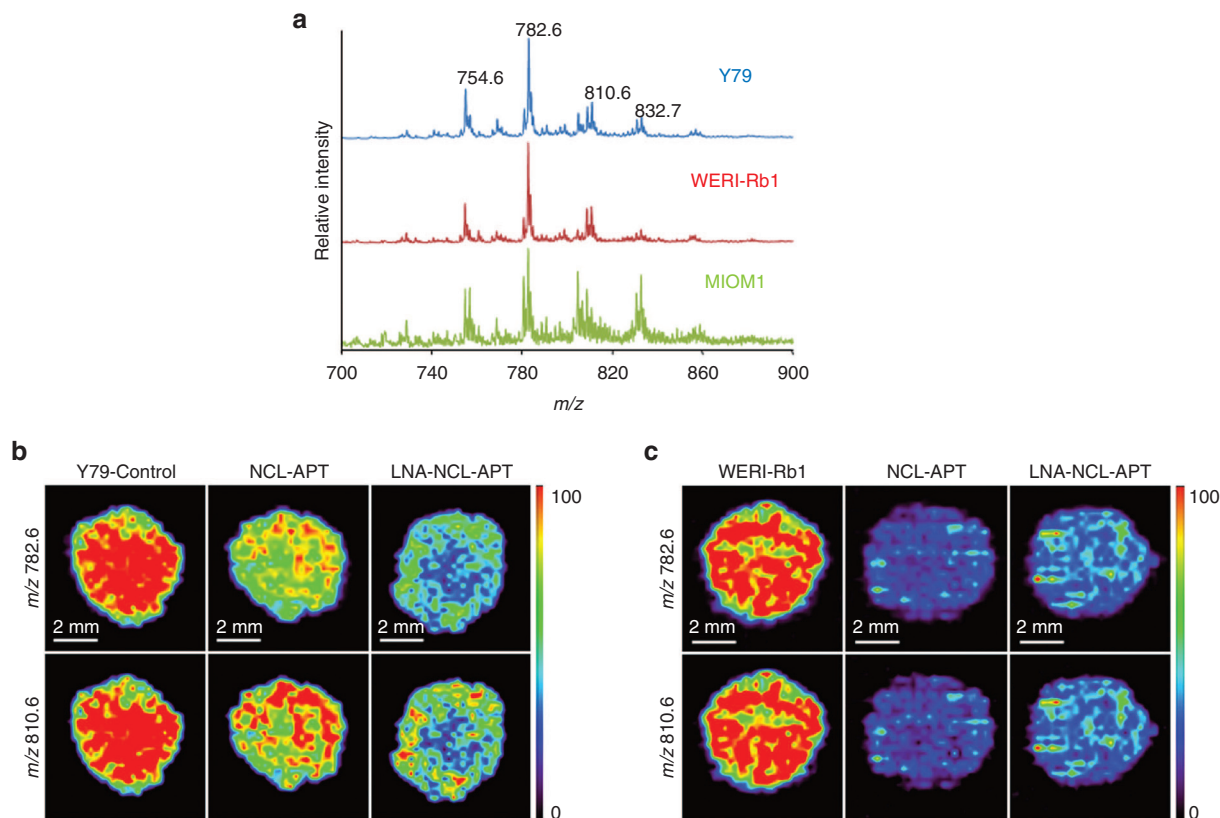 a
782.6
754.6
810.6
832.7
Y79
WERI-Rb1
MIOM1
Relative intensity
700 740 780 820 860 900
m/z
b
Y79-Control NCL-APT LNA-NCL-APT
m/z 782.6
2 mm 2 mm 2 mm
m/z 810.6
100
0
c
WERI-Rb1 NCL-APT LNA-NCL-APT
m/z 782.6
2 mm 2 mm 2 mm
m/z 810.6
100
0